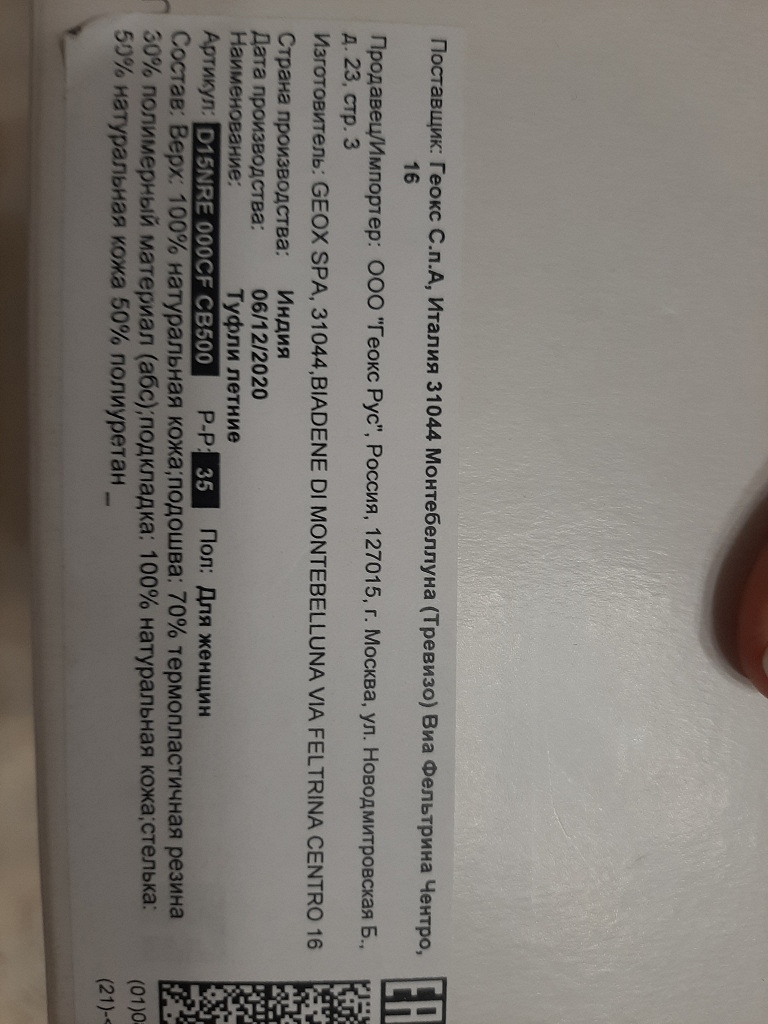 Поставщик: Геокс С.п.А, Италия 31044 Монтебеллуна (Тревизо) Виа Фельтрина Чентро,
16
Продавец/Импортер: ООО "Геокс Рус", Россия, 127015, г. Москва, ул. Новодмитровская Б.,
д. 23, стр. 3
Изготовитель: GEOX SPA, 31044,BIADENE DI MONTEBELLUNA VIA FELTRINA CENTRO 16
Страна производства: Индия
Дата производства: 06/12/2020
Наименование: Туфли летние
Артикул: D15NRE 000CF CB500 Р-Р: 35 Пол: Для женщин
Состав: Верх: 100% натуральная кожа;подошва: 70% термопластичная резина
30% полимерный материал (абс);подкладка: 100% натуральная кожа;стелька:
50% натуральная кожа 50% полиуретан _
EAC
(01)0
(21)-